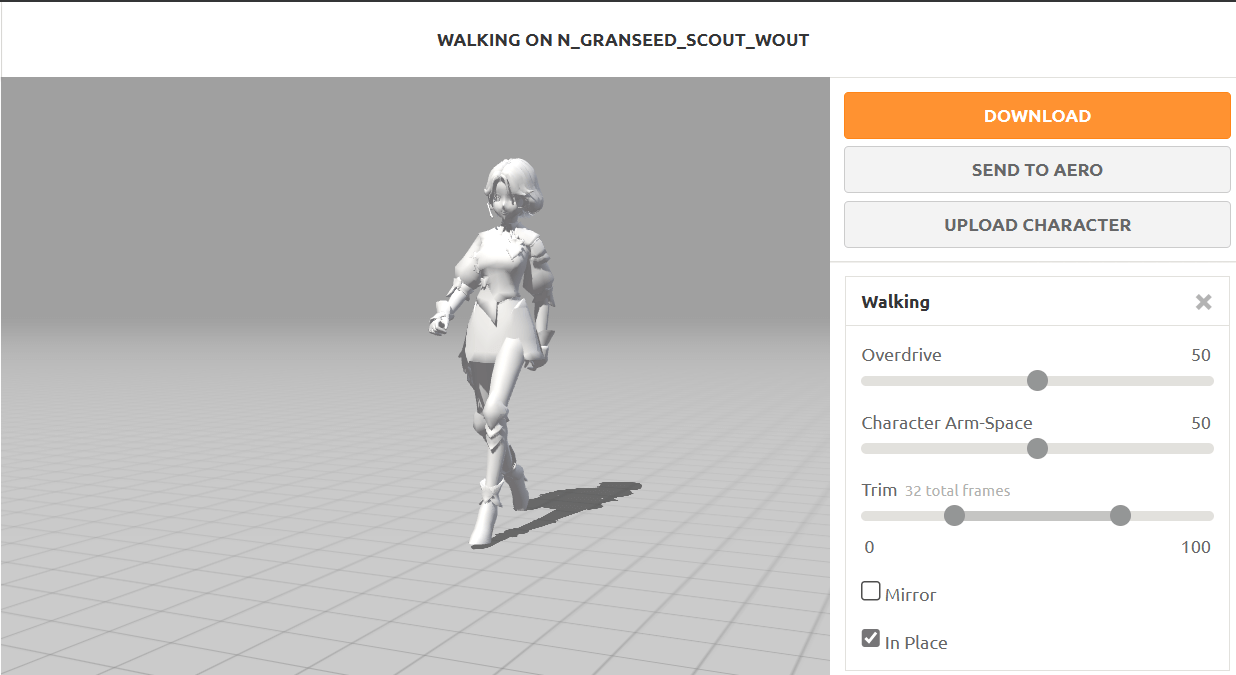 WALKING ON N_GRANSEED_SCOUT_WOUT
DOWNLOAD
SEND TO AERO
UPLOAD CHARACTER
Walking
Overdrive 50
Character Arm-Space 50
Trim 32 total frames
0 100
Mirror
In Place